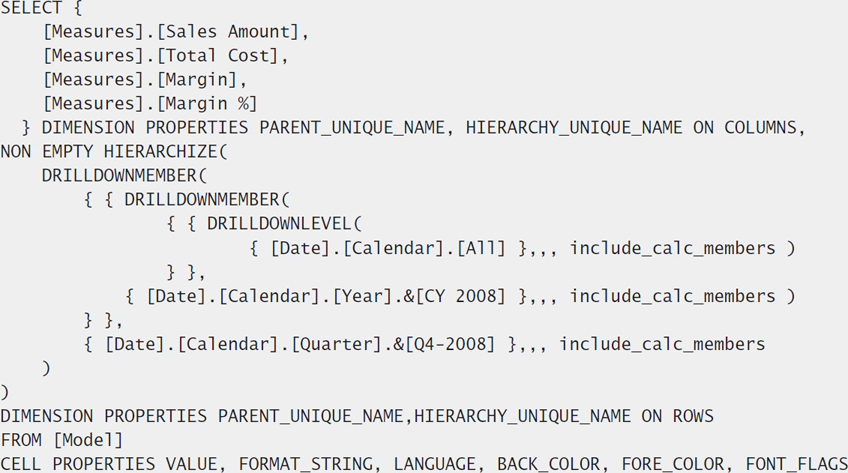 SELECT {
    [Measures].[Sales Amount],
    [Measures].[Total Cost],
    [Measures].[Margin],
    [Measures].[Margin %]
  } DIMENSION PROPERTIES PARENT_UNIQUE_NAME, HIERARCHY_UNIQUE_NAME ON COLUMNS,
NON EMPTY HIERARCHIZE(
    DRILLDOWNMEMBER(
        { { DRILLDOWNMEMBER(
                { { DRILLDOWNLEVEL(
                        { [Date].[Calendar].[All] },,, include_calc_members )
                } },
            { [Date].[Calendar].[Year].&[CY 2008] },,, include_calc_members )
        } },
        { [Date].[Calendar].[Quarter].&[Q4-2008] },,, include_calc_members
    )
)
DIMENSION PROPERTIES PARENT_UNIQUE_NAME,HIERARCHY_UNIQUE_NAME ON ROWS
FROM [Model]
CELL PROPERTIES VALUE, FORMAT_STRING, LANGUAGE, BACK_COLOR, FORE_COLOR, FONT_FLAGS